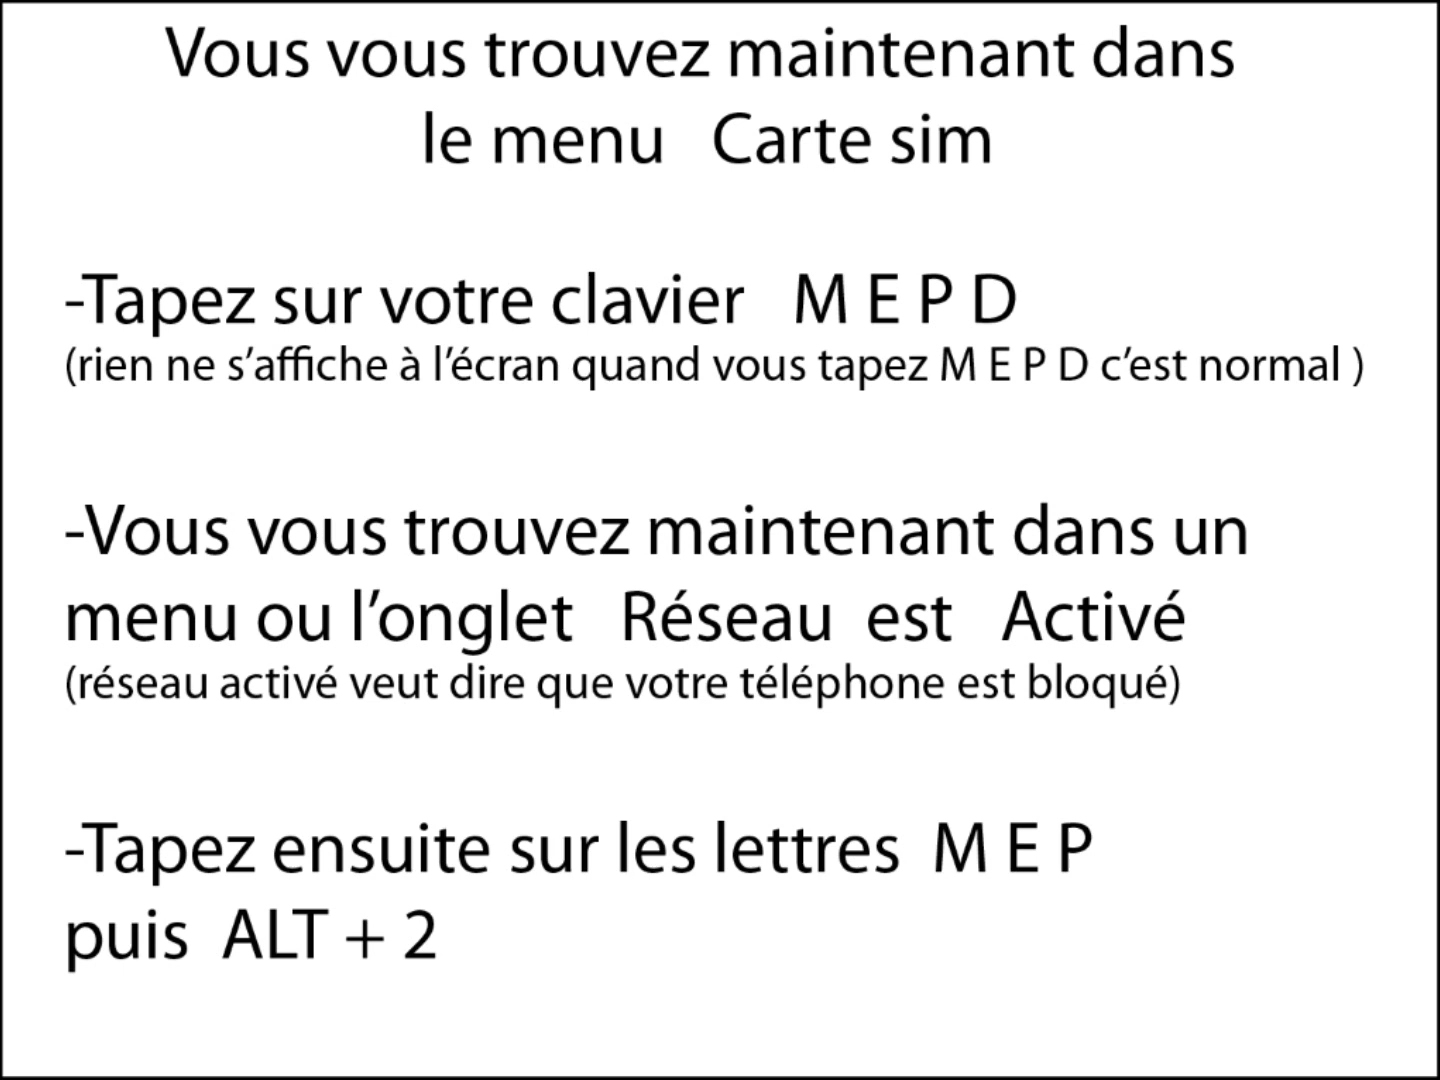 Vous vous trouvez maintenant dans
le menu Carte sim
-Tapez sur votre clavier M E P D
(rien ne s’affiche à l’écran quand vous tapez M E P D c’est normal )
-Vous vous trouvez maintenant dans un
menu ou l’onglet Réseau est Activé
(réseau activé veut dire que votre téléphone est bloqué)
-Tapez ensuite sur les lettres M E P
puis ALT + 2